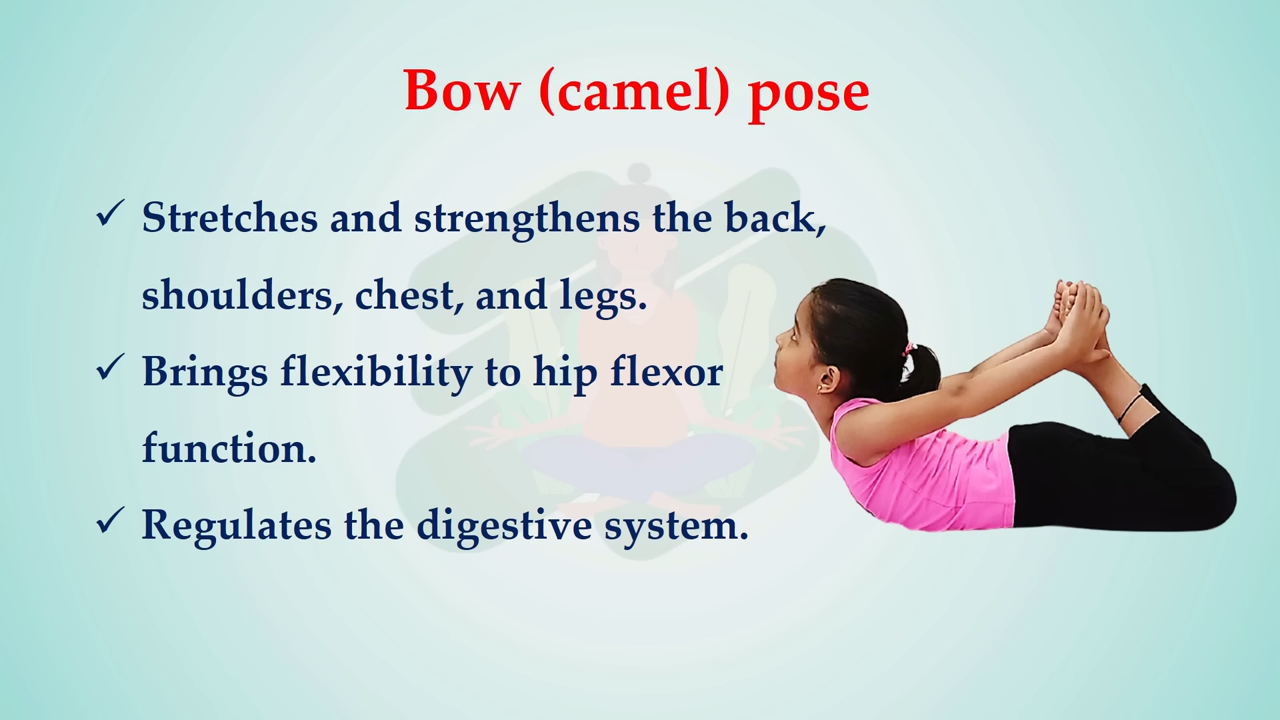 Bow (camel) pose
✓ Stretches and strengthens the back,
shoulders, chest, and legs.
✓ Brings flexibility to hip flexor
function.
✓ Regulates the digestive system.